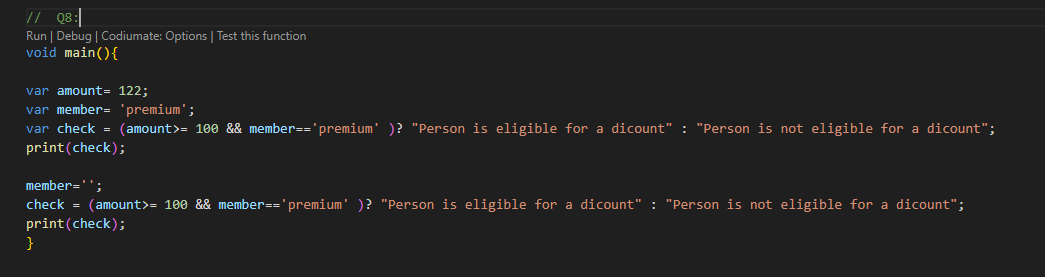 //  Q8:
Run | Debug | Codiumate: Options | Test this function
void main(){
var amount= 122;
var member= 'premium';
var check = (amount>= 100 && member=='premium' )? "Person is eligible for a dicount" : "Person is not eligible for a dicount";
print(check);
member='';
check = (amount>= 100 && member=='premium' )? "Person is eligible for a dicount" : "Person is not eligible for a dicount";
print(check);
}